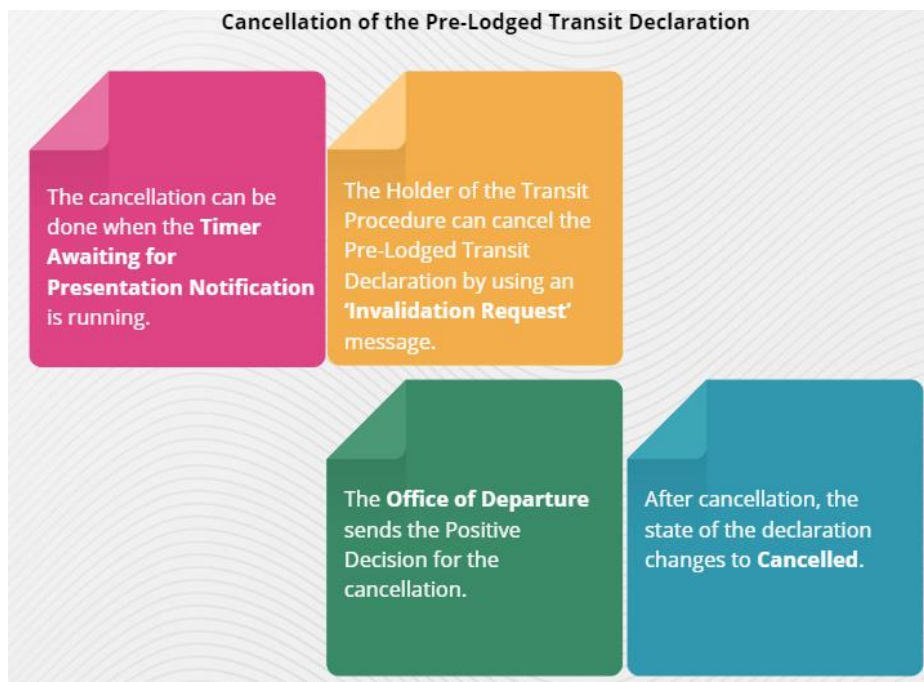 Cancellation of the Pre-Lodged Transit Declaration
The cancellation can be
done when the Timer
Awaiting for
Presentation Notification
is running.
The Holder of the Transit
Procedure can cancel the
Pre-Lodged Transit
Declaration by using an
‘Invalidation Request’
message.
The Office of Departure
sends the Positive
Decision for the
cancellation.
After cancellation, the
state of the declaration
changes to Cancelled.